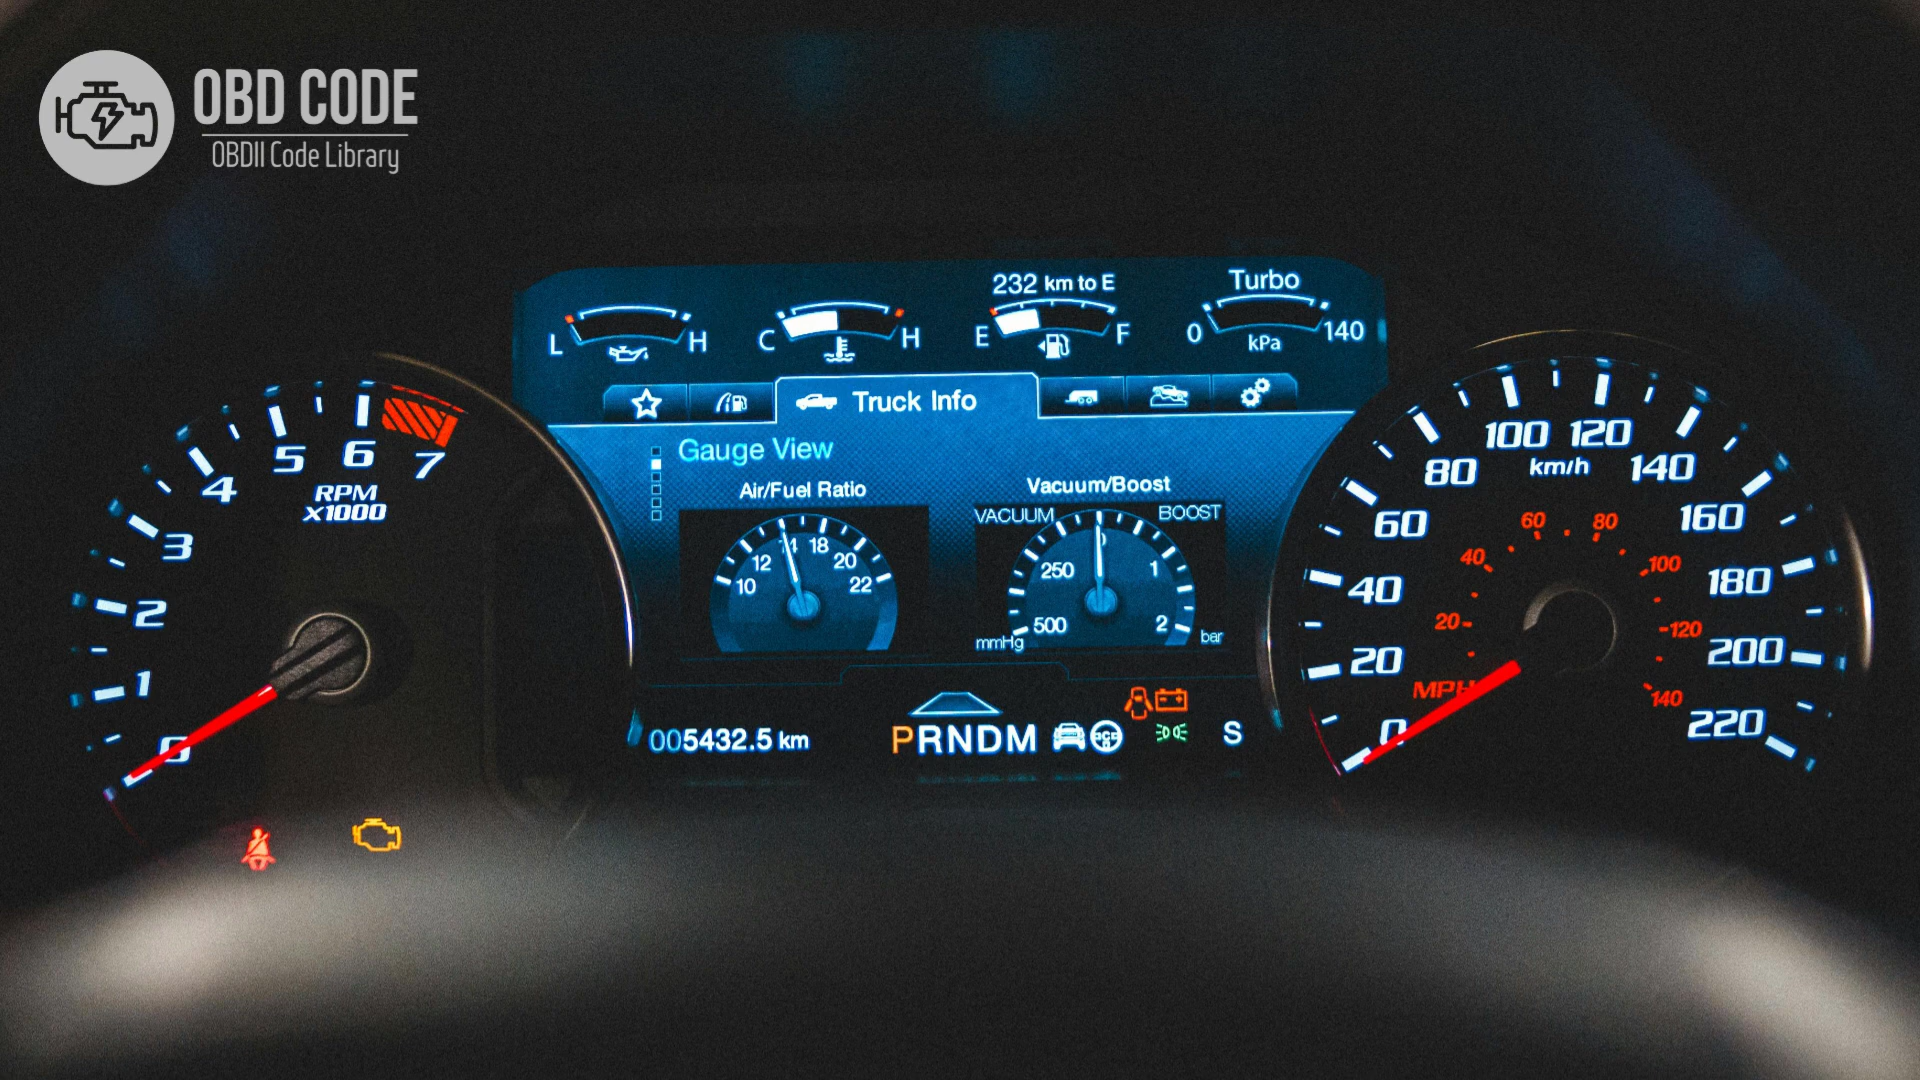 OBD CODE
OBDII Code Library
232 km to E
Turbo
L H
C H
E F
0 140
kPa
Truck Info
Gauge View
Air/Fuel Ratio
Vacuum/Boost
VACUUM BOOST
10 12 14 18 20 22
500 250 0 1 2
mmHg bar
0 1 2 3 4 5 6 7
RPM
X1000
0 20 40 60 80 100 120 140 160 180 200 220
km/h
20 40 60 80 100 120 140
MPH
005432.5 km
PRNDM
S